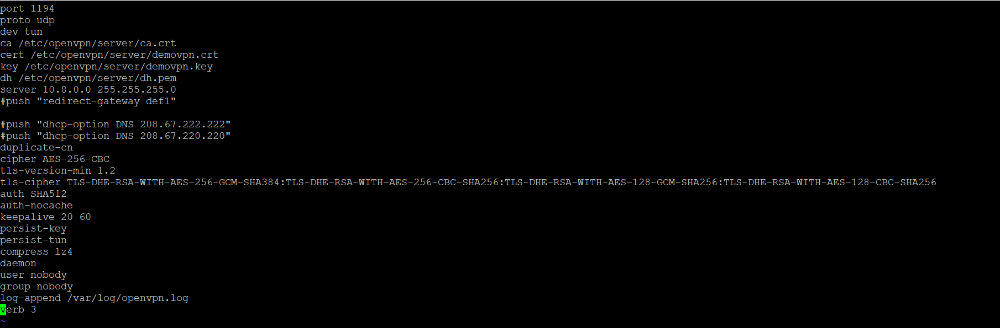 port 1194
proto udp
dev tun
ca /etc/openvpn/server/ca.crt
cert /etc/openvpn/server/demovpn.crt
key /etc/openvpn/server/demovpn.key
dh /etc/openvpn/server/dh.pem
server 10.8.0.0 255.255.255.0
#push "redirect-gateway def1"

#push "dhcp-option DNS 208.67.222.222"
#push "dhcp-option DNS 208.67.220.220"
duplicate-cn
cipher AES-256-CBC
tls-version-min 1.2
tls-cipher TLS-DHE-RSA-WITH-AES-256-GCM-SHA384:TLS-DHE-RSA-WITH-AES-256-CBC-SHA256:TLS-DHE-RSA-WITH-AES-128-GCM-SHA256:TLS-DHE-RSA-WITH-AES-128-CBC-SHA256
auth SHA512
auth-nocache
keepalive 20 60
persist-key
persist-tun
compress lz4
daemon
user nobody
group nobody
log-append /var/log/openvpn.log
verb 3
~